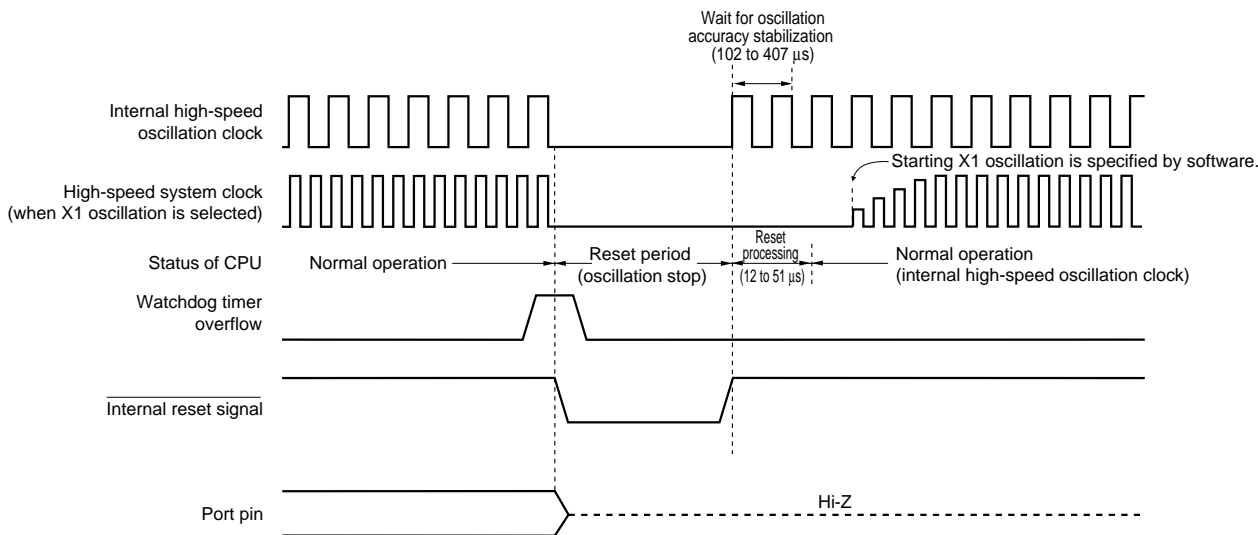 Wait for oscillation
accuracy stabilization
(102 to 407 μs)
Internal high-speed
oscillation clock
Starting X1 oscillation is specified by software.
High-speed system clock
(when X1 oscillation is selected)
Status of CPU
Normal operation
Reset period
(oscillation stop)
Reset
processing
(12 to 51 μs)
Normal operation
(internal high-speed oscillation clock)
Watchdog timer
overflow
Internal reset signal
Port pin
Hi-Z